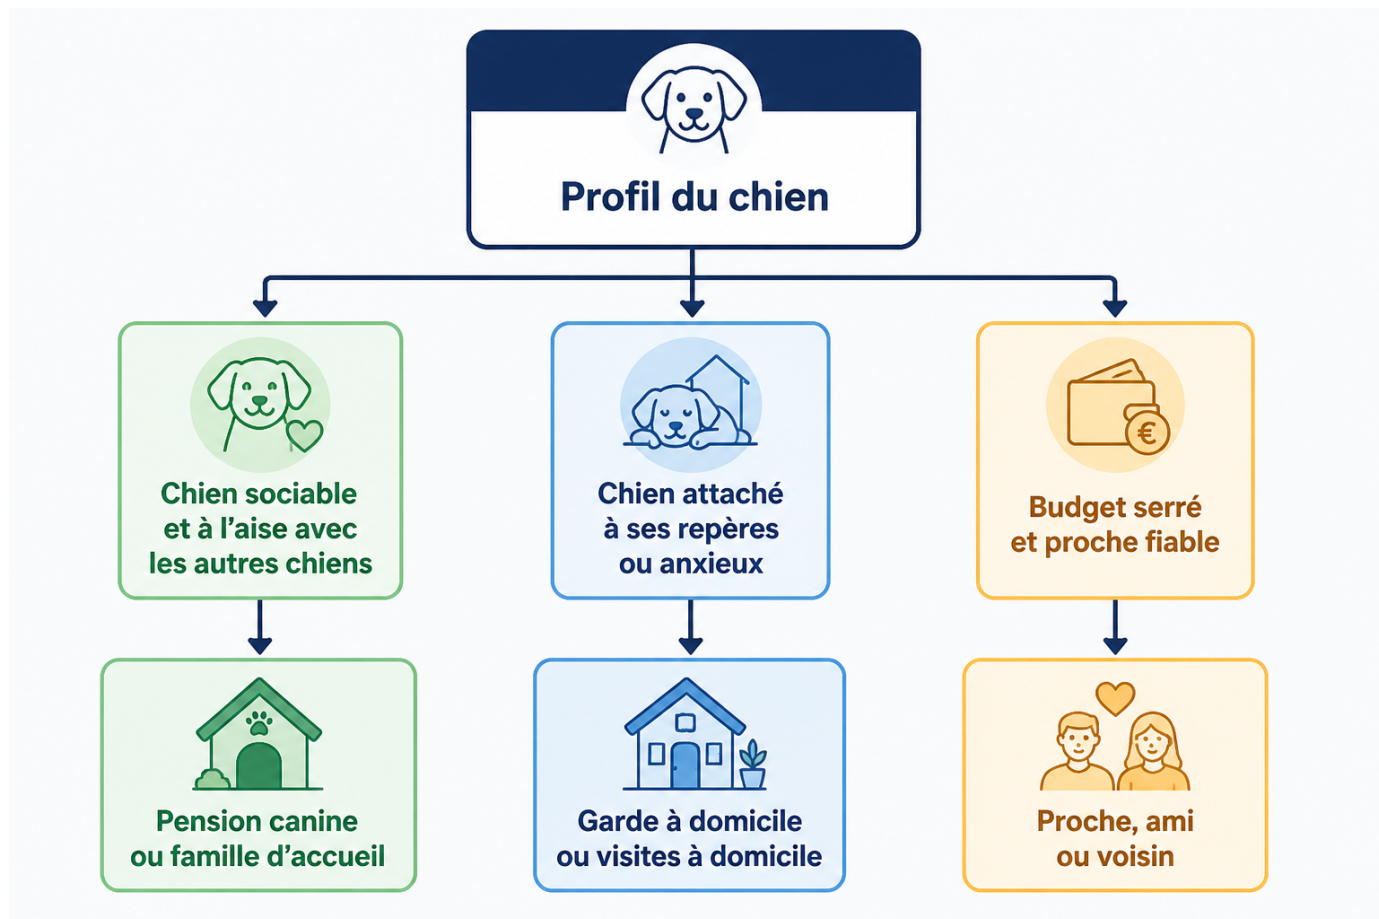 Profil du chien
Chien sociable
et à l’aise avec
les autres chiens
Chien attaché
à ses repères
ou anxieux
€
Budget serré
et proche fiable
Pension canine
ou famille d’accueil
Garde à domicile
ou visites à domicile
Proche, ami
ou voisin